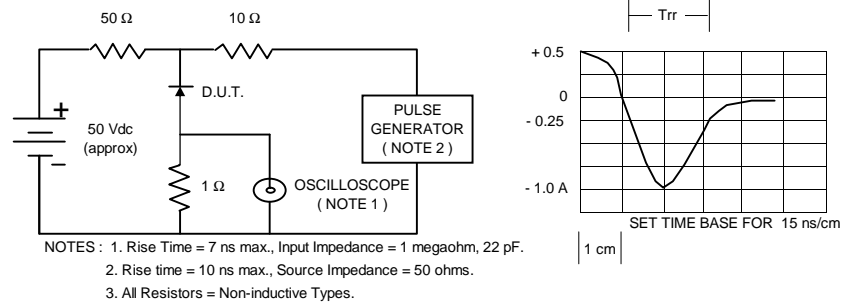 50 Ω
10 Ω
Trr
D.U.T.
+
50 Vdc
(approx)
−
1 Ω
OSCILLOSCOPE
( NOTE 1 )
PULSE
GENERATOR
( NOTE 2 )
+ 0.5
0
- 0.25
- 1.0 A
SET TIME BASE FOR 15 ns/cm
1 cm
NOTES : 1. Rise Time = 7 ns max., Input Impedance = 1 megaohm, 22 pF.
2. Rise time = 10 ns max., Source Impedance = 50 ohms.
3. All Resistors = Non-inductive Types.